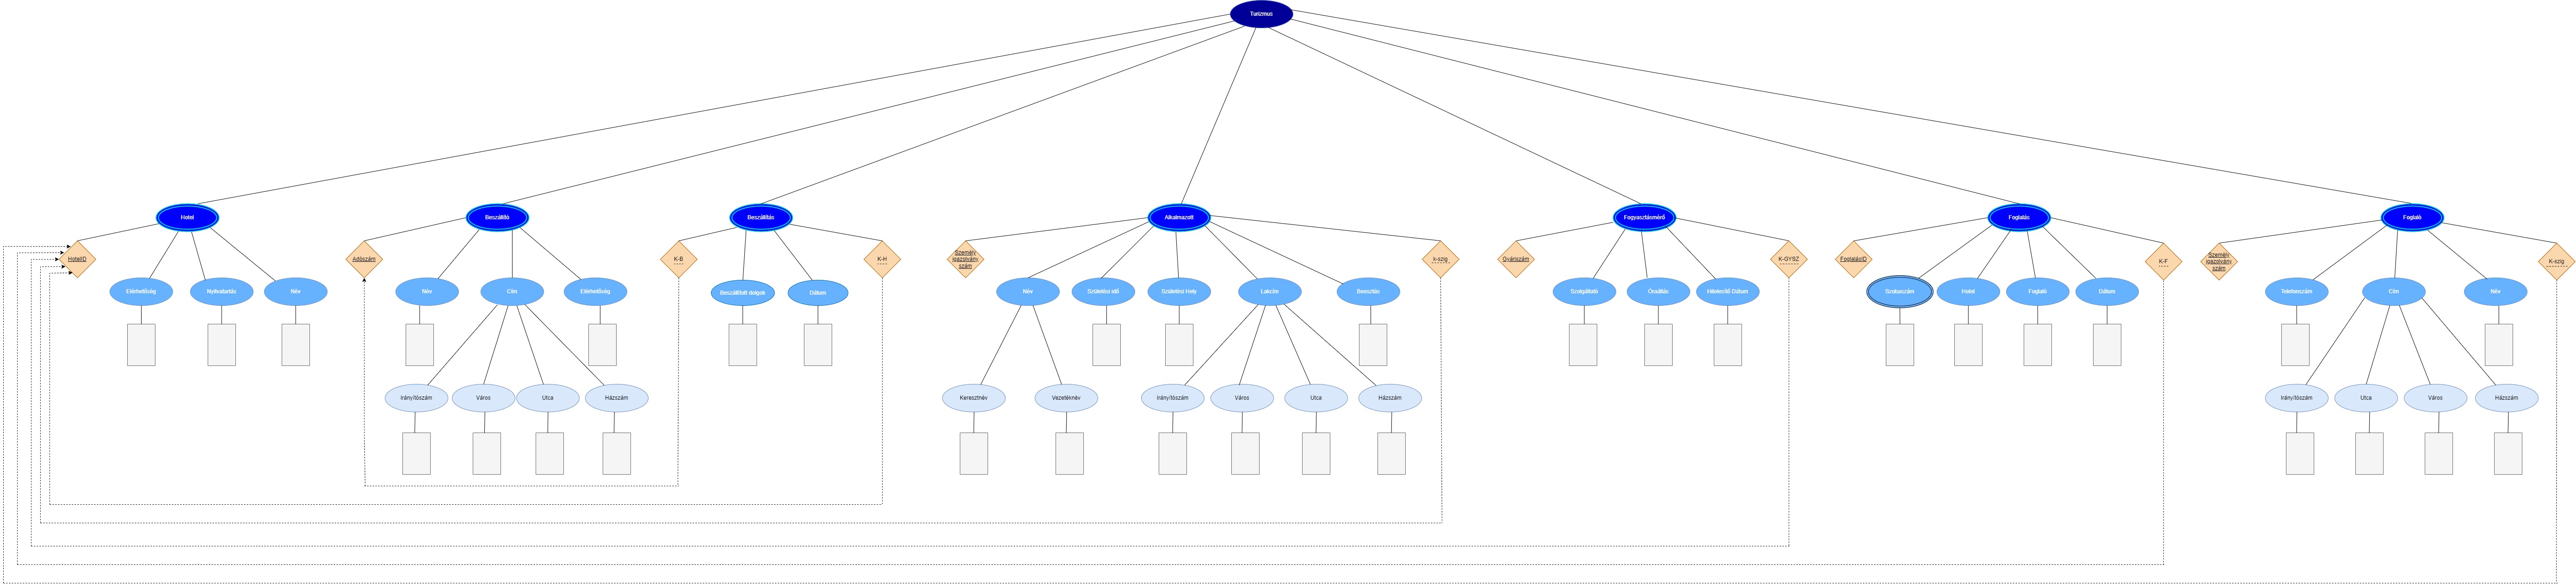 Turizmus
Hotel
Beszállító
Beszállítás
Alkalmazott
Fogyasztásmérő
Foglalás
Foglaló
HotelID
Adószám
K-B
K-H
Személy
igazolvány
szám
k-szig
Gyáriszám
K-GYSZ
FoglalásID
K-F
Személy
igazolvány
szám
K-szig
Elérhetőség
Nyitvatartás
Név
Név
Cím
Elérhetőség
Beszállított dolgok
Dátum
Név
Születési idő
Születési Hely
Lakcím
Beosztás
Szolgáltató
Óraállás
Hitelesítő Dátum
Szobaszám
Hotel
Foglaló
Dátum
Telefonszám
Cím
Név
Irányítószám
Város
Utca
Házszám
Keresztnév
Vezetéknév
Irányítószám
Város
Utca
Házszám
Irányítószám
Utca
Város
Házszám